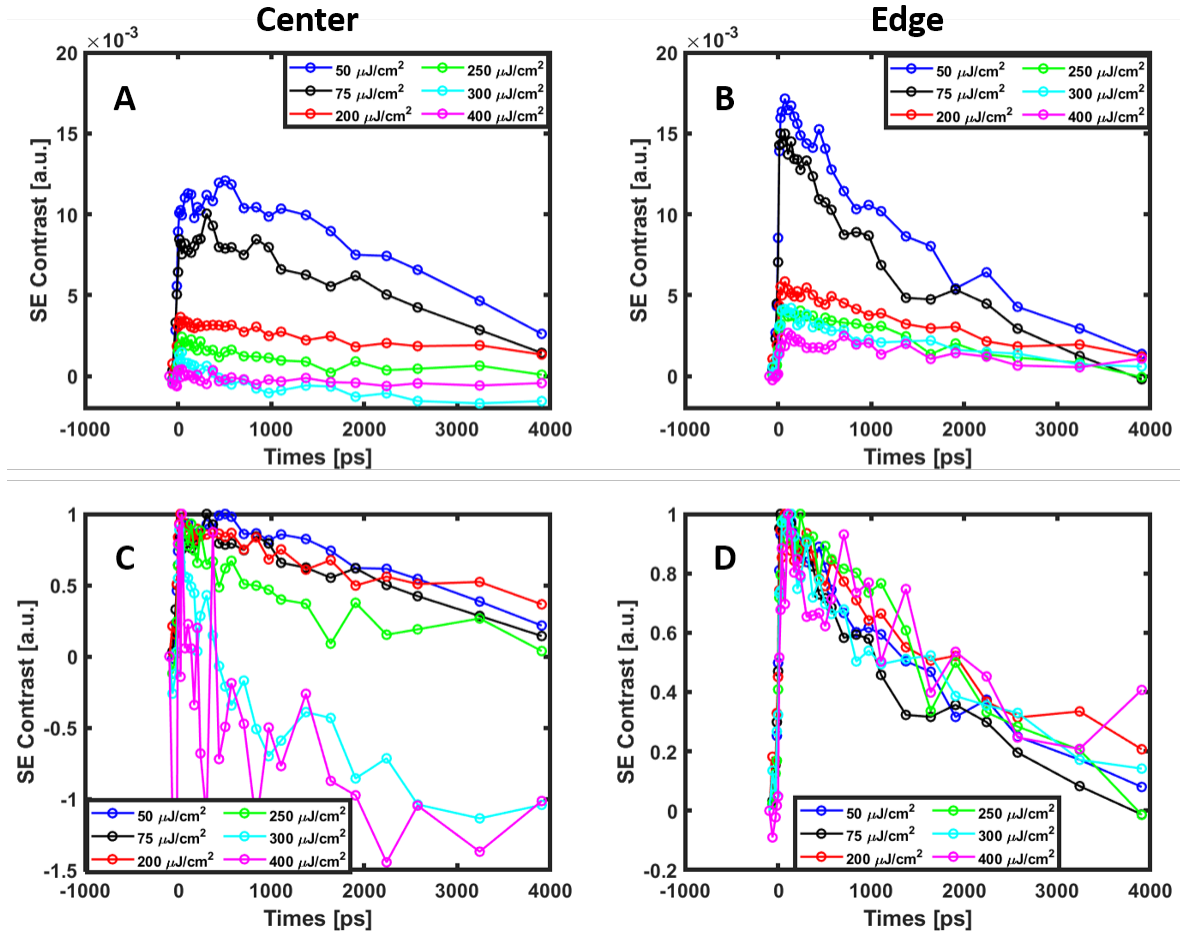 Center Edge
×10⁻³ ×10⁻³
20 20
A B
50 μJ/cm² 250 μJ/cm² 50 μJ/cm² 250 μJ/cm²
75 μJ/cm² 300 μJ/cm² 75 μJ/cm² 300 μJ/cm²
200 μJ/cm² 400 μJ/cm² 200 μJ/cm² 400 μJ/cm²
15 15
10 10
5 5
0 0
SE Contrast [a.u.] SE Contrast [a.u.]
-1000 0 1000 2000 3000 4000 -1000 0 1000 2000 3000 4000
Times [ps] Times [ps]
1 1
C D
0.5 0.8
0 0.6
-0.5 0.4
-1 0.2
-1.5 0
-0.2
SE Contrast [a.u.] SE Contrast [a.u.]
50 μJ/cm² 250 μJ/cm² 50 μJ/cm² 250 μJ/cm²
75 μJ/cm² 300 μJ/cm² 75 μJ/cm² 300 μJ/cm²
200 μJ/cm² 400 μJ/cm² 200 μJ/cm² 400 μJ/cm²
-1000 0 1000 2000 3000 4000 -1000 0 1000 2000 3000 4000
Times [ps] Times [ps]